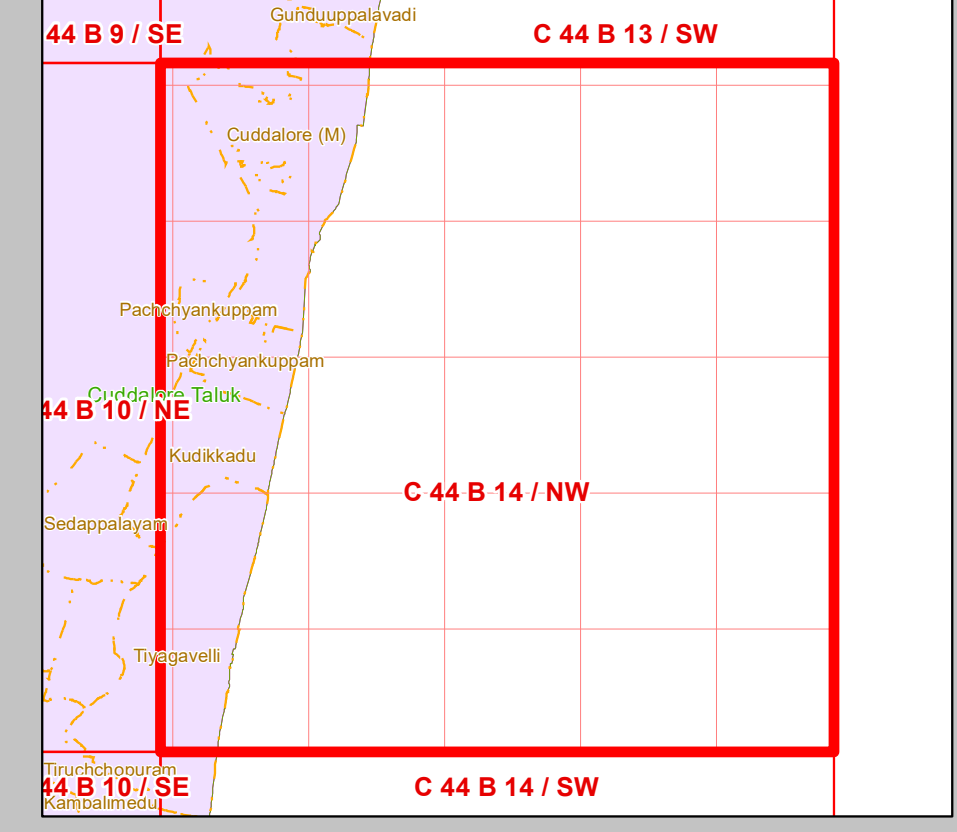 Gunduuppalavadi
44 B 9 / SE
C 44 B 13 / SW
Cuddalore (M)
Pachchyankuppam
Pachchyankuppam
Cuddalore Taluk
44 B 10 / NE
Kudikkadu
C 44 B 14 / NW
Sedappalayam
Tiyagavelli
Tiruchchopuram
44 B 10 / SE
C 44 B 14 / SW
Kambalimedu